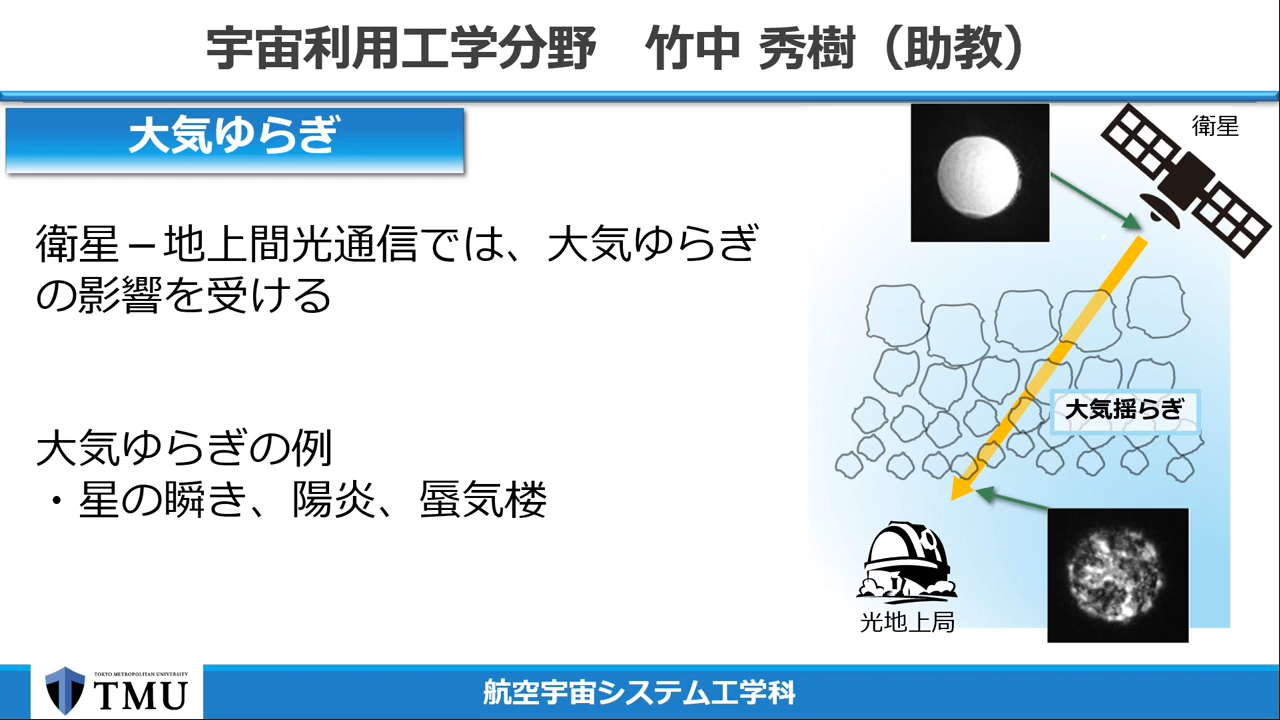 宇宙利用工学分野　竹中 秀樹（助教）
大気ゆらぎ
衛星－地上間光通信では、大気ゆらぎ
の影響を受ける
大気ゆらぎの例
・星の瞬き、陽炎、蜃気楼
衛星
大気揺らぎ
光地上局
TOKYO METROPOLITAN UNIVERSITY
TMU
航空宇宙システム工学科